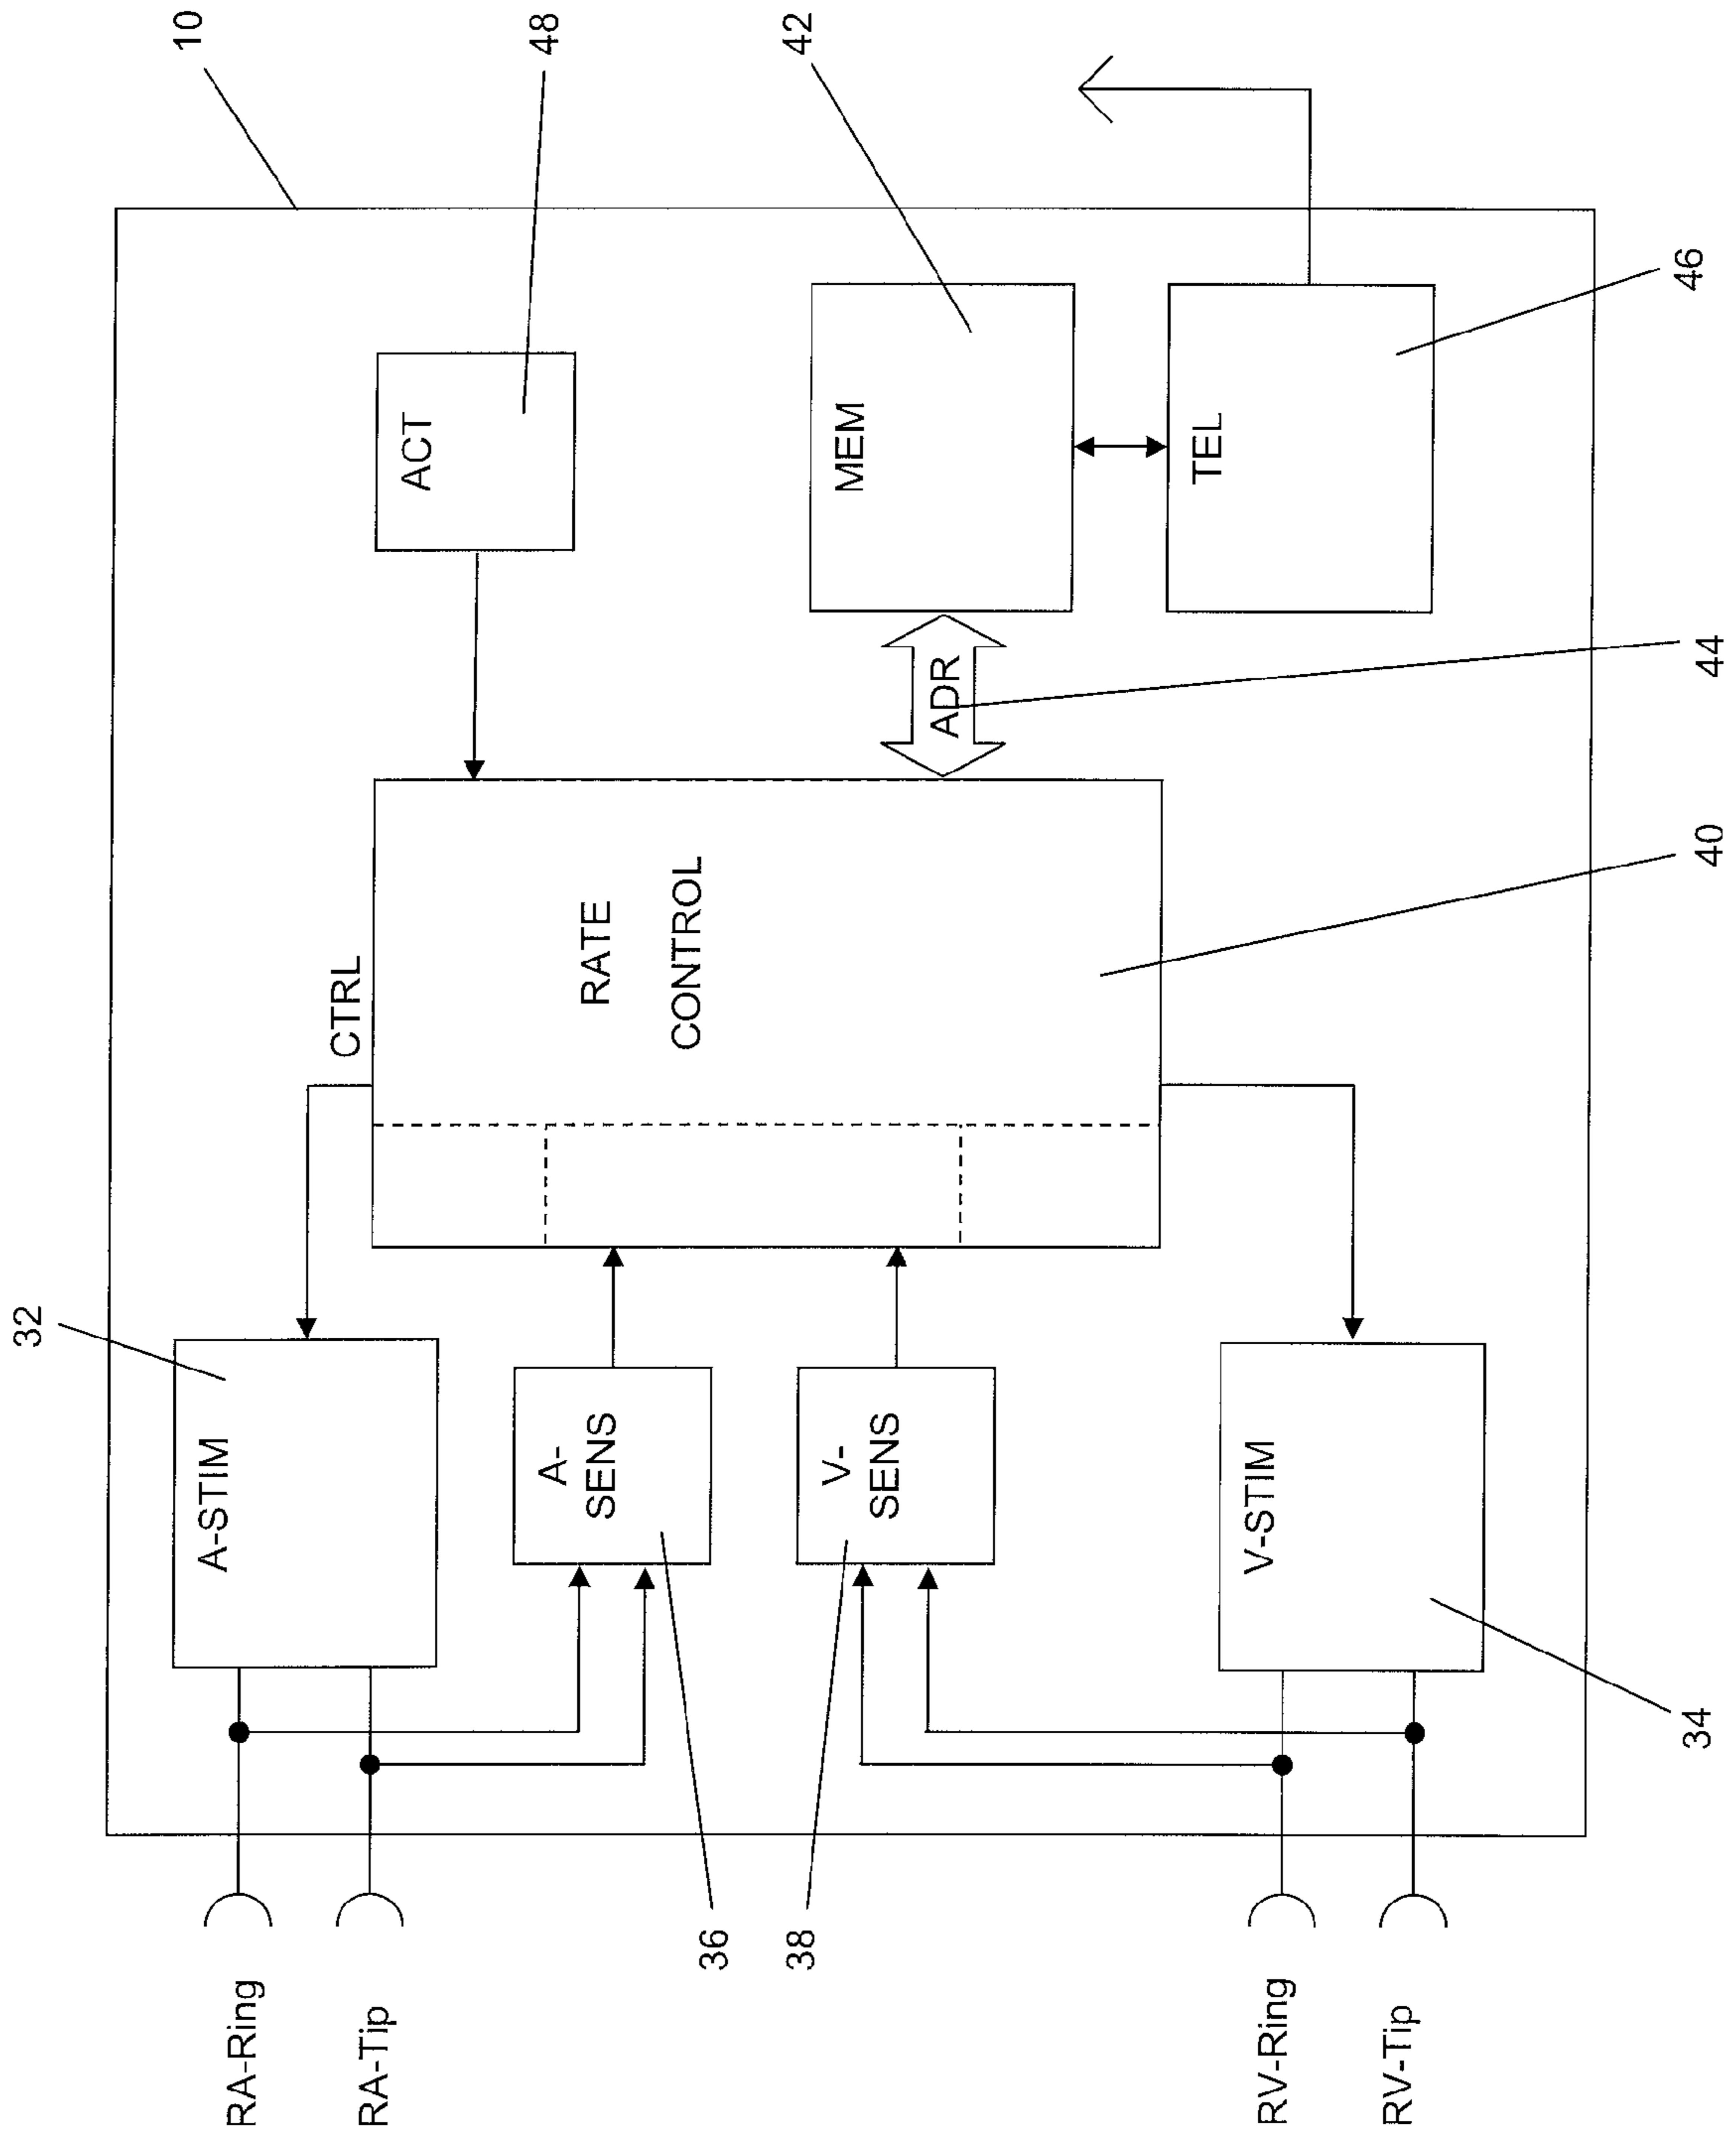 10
32
CTRL
48
RA-Ring
A-STIM
ACT
RA-Tip
A-
SENS
RATE
CONTROL
42
36
38
V-
SENS
MEM
ADR
RV-Ring
V-STIM
TEL
RV-Tip
34
40
44
46